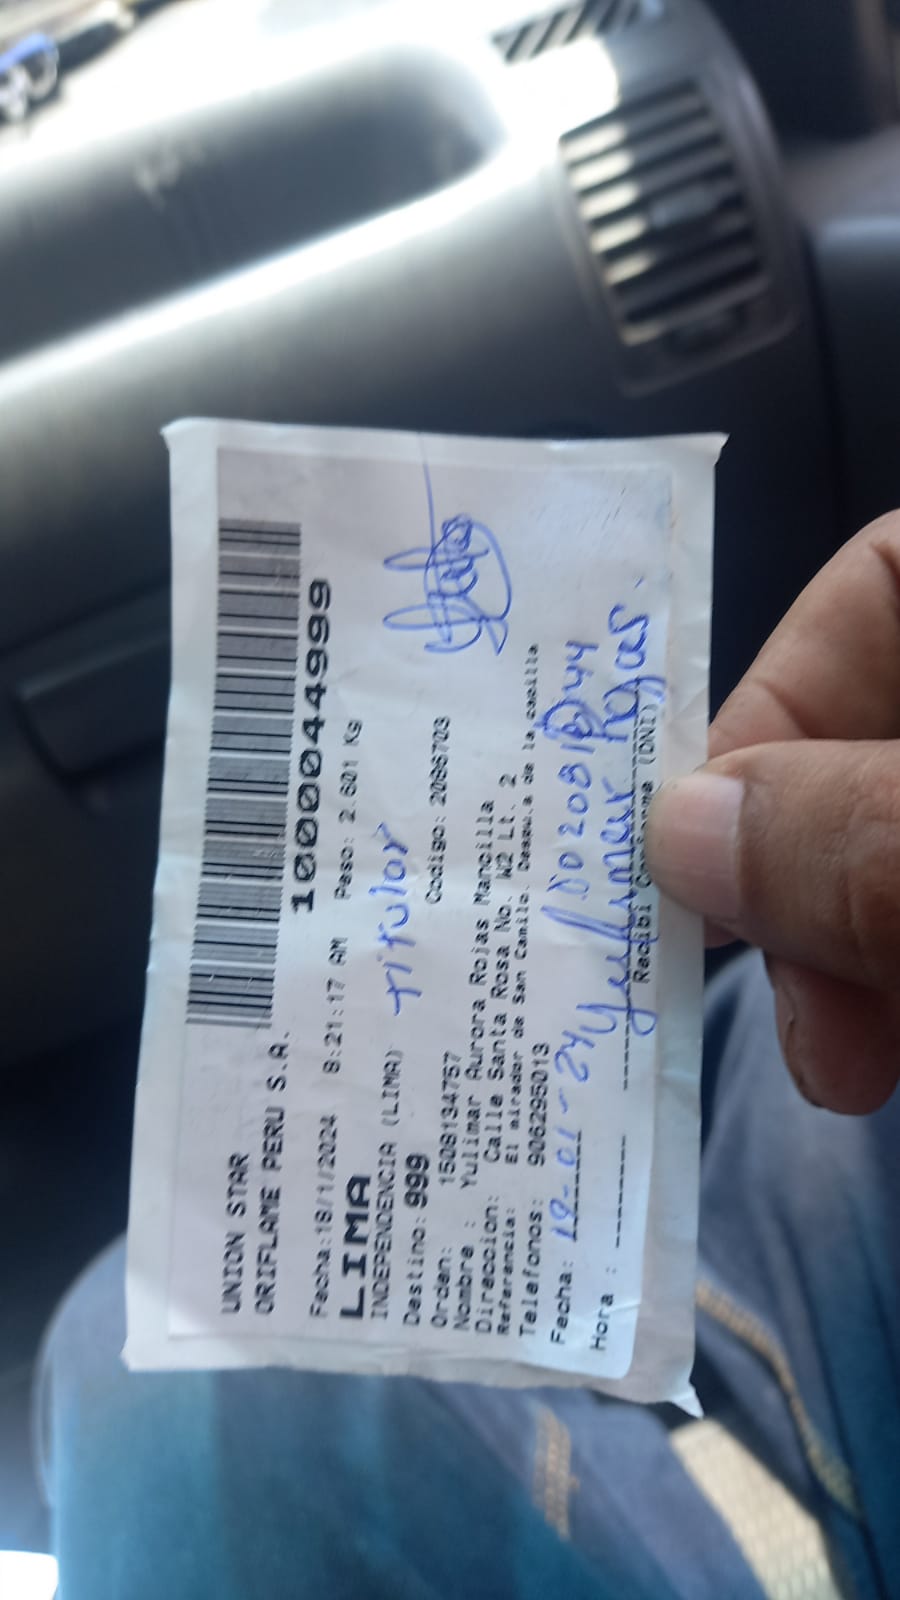 UNION STAR
ORIFLAME PERU S.A.
1000044999
Fecha:18/1/2024 8:21:17 AM Peso: 2.601 Kg
LIMA
INDEPENDENCIA (LIMA) titular
Destino: 999
Orden: 1508134757 Codigo: 2086703
Nombre : Yulimar Aurora Rojas Mancilla
Direccion: Calle Santa Rosa No. W2 Lt. 2
Referencia: El mirador de San Camilo. Despues de la capilla
Telefonos: 906295013
Fecha: 19-01-24
Yulimar Rojas.
Hora :
Recibi Conforme (DNI)